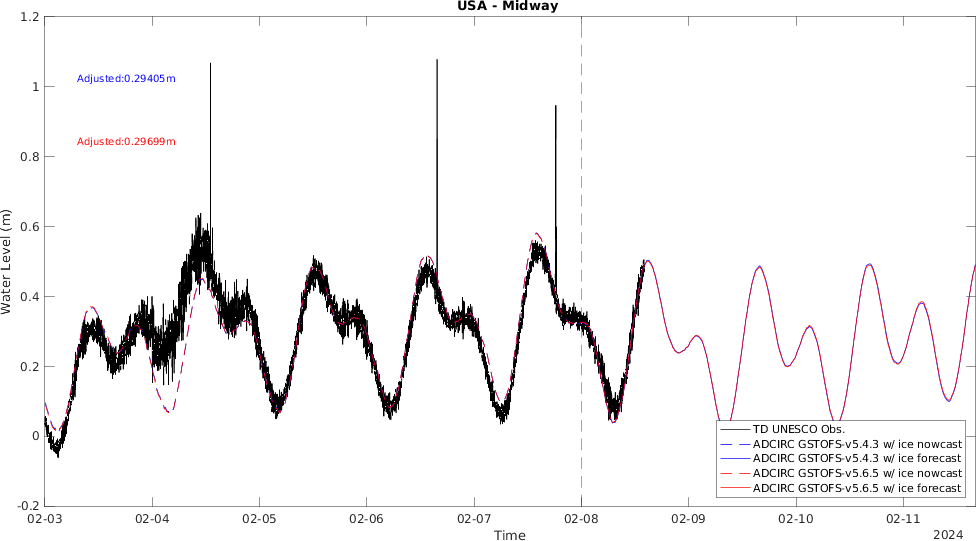 USA - Midway
1.2
1
0.8
0.6
0.4
0.2
0
-0.2
Water Level (m)
Adjusted:0.29405m
Adjusted:0.29699m
TD UNESCO Obs.
ADCIRC GSTOFS-v5.4.3 w/ ice nowcast
ADCIRC GSTOFS-v5.4.3 w/ ice forecast
ADCIRC GSTOFS-v5.6.5 w/ ice nowcast
ADCIRC GSTOFS-v5.6.5 w/ ice forecast
02-03 02-04 02-05 02-06 02-07 02-08 02-09 02-10 02-11
Time
2024